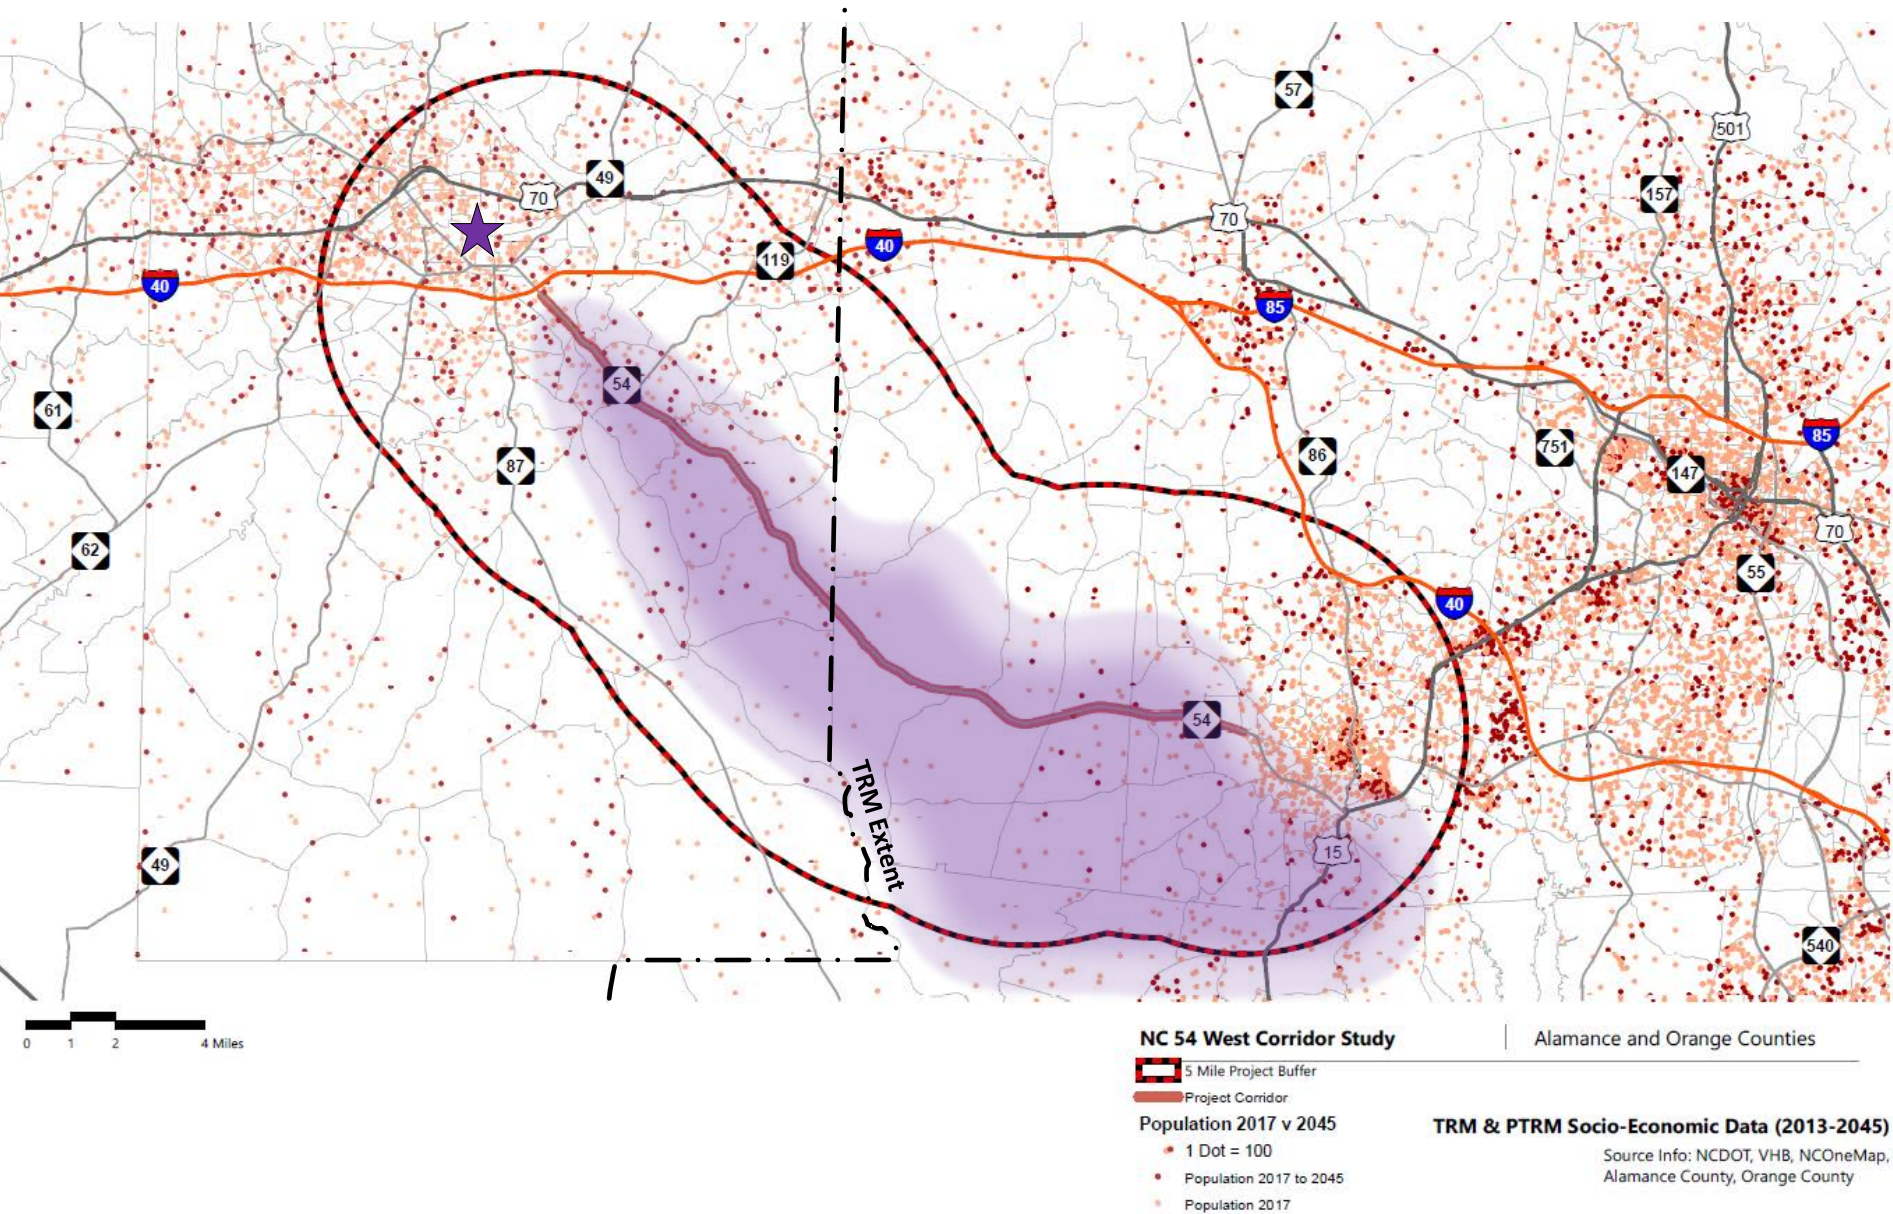 57
501
157
49
70
70
119
40
40
85
54
61
87
86
751
85
147
62
70
55
40
54
TRM Extent
15
49
540
0 1 2 4 Miles
NC 54 West Corridor Study
Alamance and Orange Counties
5 Mile Project Buffer
Project Corridor
Population 2017 v 2045
1 Dot = 100
Population 2017 to 2045
Population 2017
TRM & PTRM Socio-Economic Data (2013-2045)
Source Info: NCDOT, VHB, NCOneMap,
Alamance County, Orange County